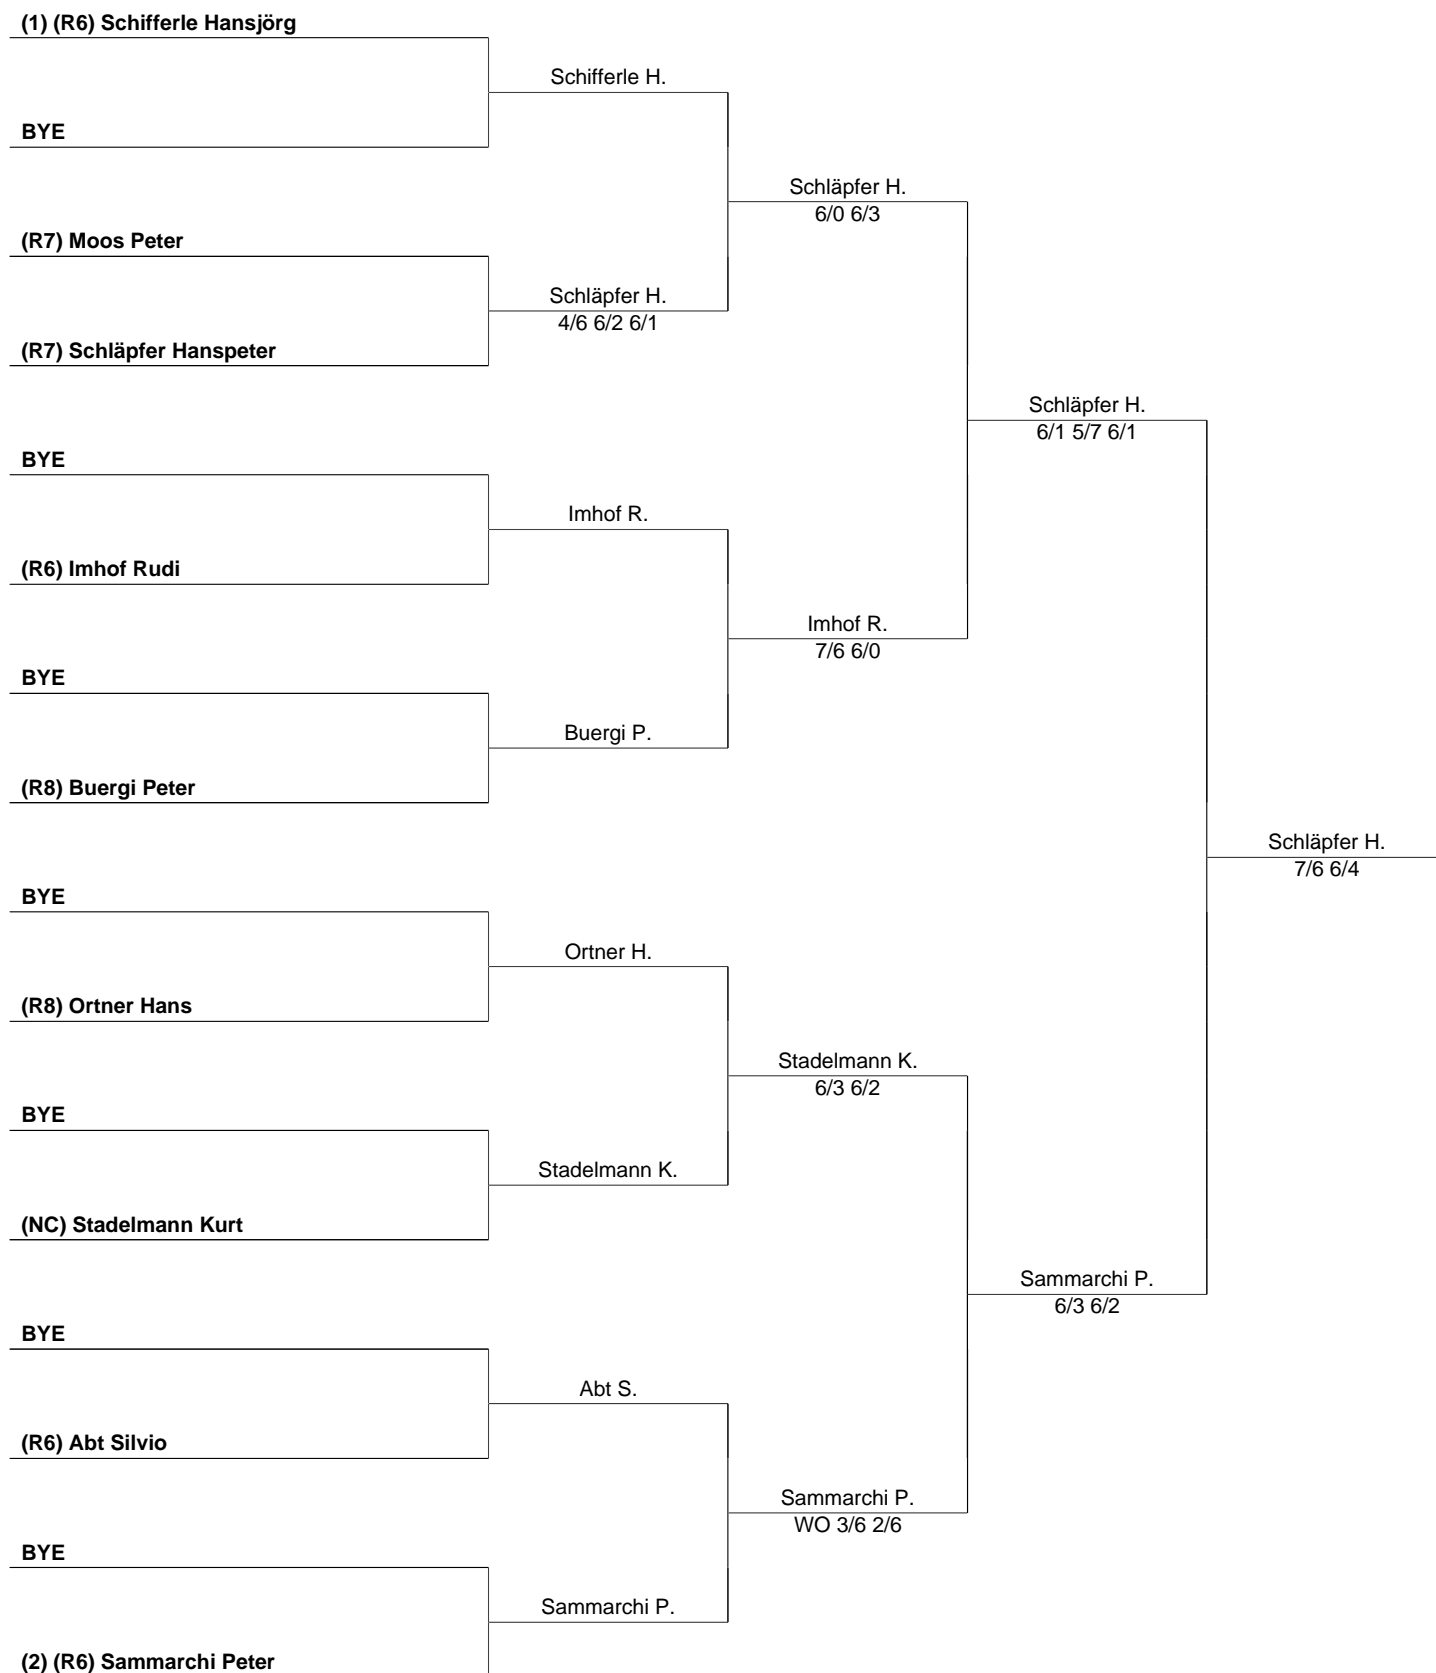 (1) (R6) Schifferle Hansjörg
Schifferle H.
BYE
Schläpfer H.
6/0 6/3
(R7) Moos Peter
Schläpfer H.
4/6 6/2 6/1
(R7) Schläpfer Hanspeter
Schläpfer H.
6/1 5/7 6/1
BYE
Imhof R.
(R6) Imhof Rudi
Imhof R.
7/6 6/0
BYE
Buergi P.
(R8) Buergi Peter
Schläpfer H.
7/6 6/4
BYE
Ortner H.
(R8) Ortner Hans
Stadelmann K.
6/3 6/2
BYE
Stadelmann K.
(NC) Stadelmann Kurt
Sammarchi P.
6/3 6/2
BYE
Abt S.
(R6) Abt Silvio
Sammarchi P.
WO 3/6 2/6
BYE
Sammarchi P.
(2) (R6) Sammarchi Peter